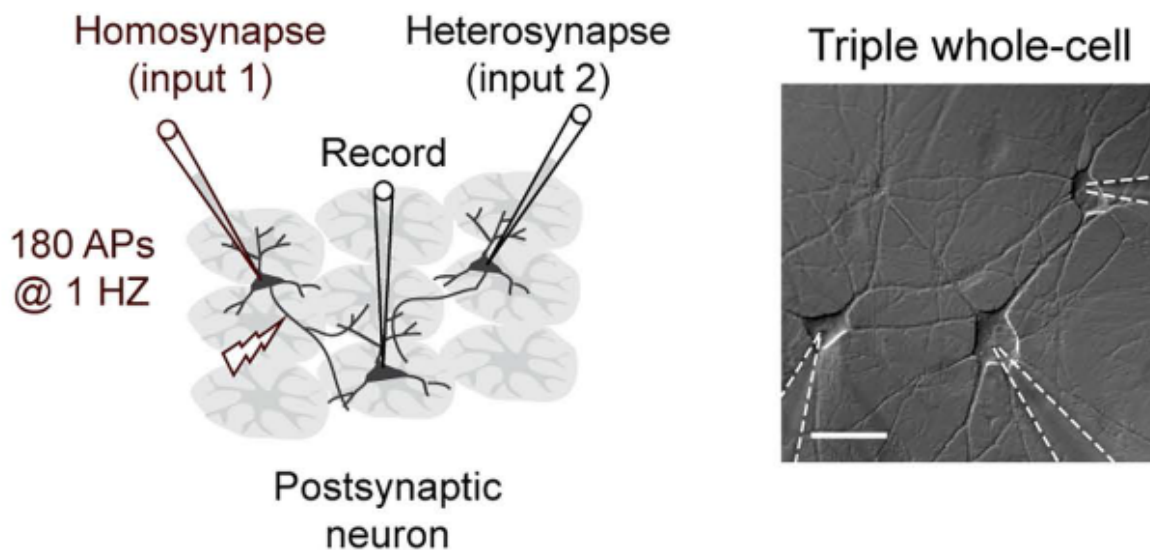 Homosynapse
(input 1)
Heterosynapse
(input 2)
Triple whole-cell
Record
180 APs
@ 1 HZ
Postsynaptic
neuron